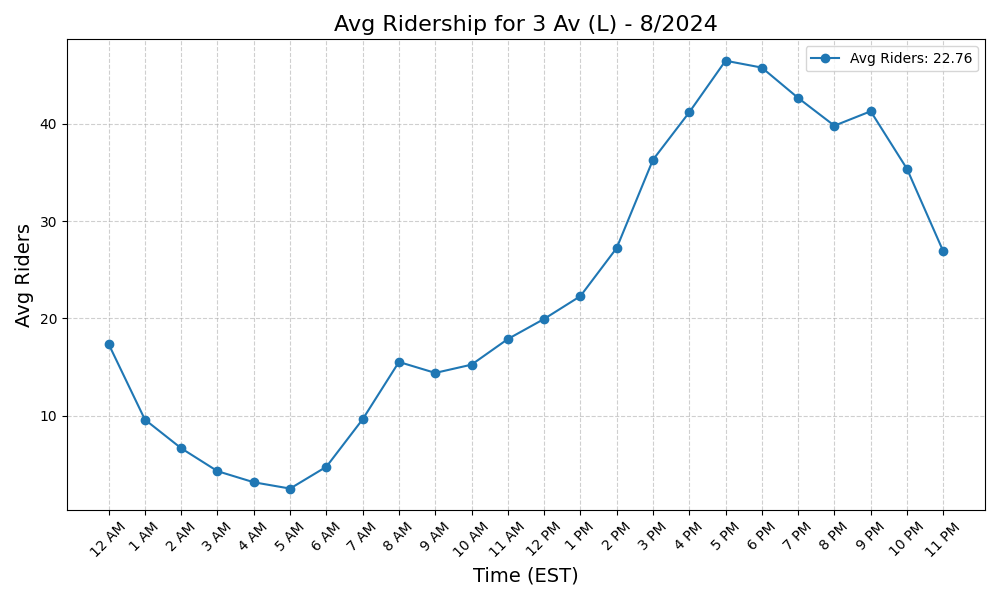 Avg Ridership for 3 Av (L) - 8/2024
Avg Riders: 22.76
Avg Riders
40
30
20
10
12 AM
1 AM
2 AM
3 AM
4 AM
5 AM
6 AM
7 AM
8 AM
9 AM
10 AM
11 AM
12 PM
1 PM
2 PM
3 PM
4 PM
5 PM
6 PM
7 PM
8 PM
9 PM
10 PM
11 PM
Time (EST)